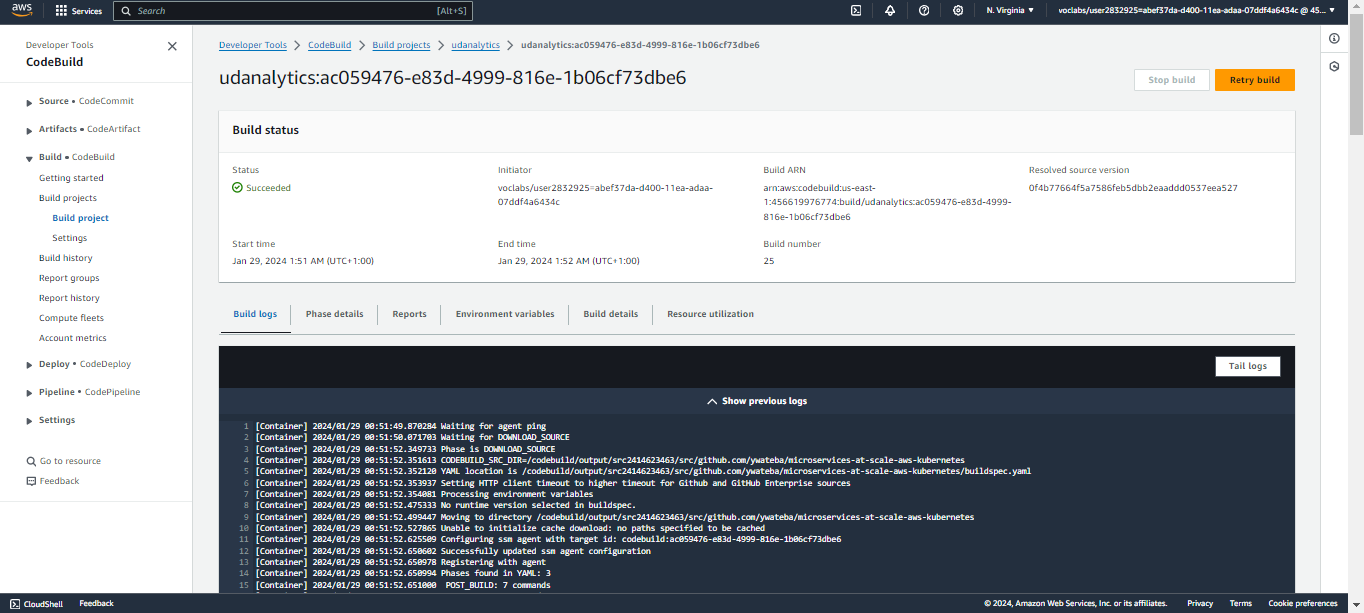 aws
Services
Search
[Alt+S]
N. Virginia
voclabs/user2832925=abef37da-d400-11ea-adaa-07ddf4a6434c @ 45...
Developer Tools
CodeBuild
Source • CodeCommit
Artifacts • CodeArtifact
Build • CodeBuild
Getting started
Build projects
Build project
Settings
Build history
Report groups
Report history
Compute fleets
Account metrics
Deploy • CodeDeploy
Pipeline • CodePipeline
Settings
Go to resource
Feedback
Developer Tools
CodeBuild
Build projects
udanalytics
udanalytics:ac059476-e83d-4999-816e-1b06cf73dbe6
udanalytics:ac059476-e83d-4999-816e-1b06cf73dbe6
Stop build
Retry build
Build status
Status
Succeeded
Initiator
voclabs/user2832925=abef37da-d400-11ea-adaa-
07ddf4a6434c
Build ARN
arn:aws:codebuild:us-east-
1:456619976774:build/udanalytics:ac059476-e83d-4999-
816e-1b06cf73dbe6
Resolved source version
0f4b77664f5a7586feb5dbb2eaaddd0537eea527
Start time
Jan 29, 2024 1:51 AM (UTC+1:00)
End time
Jan 29, 2024 1:52 AM (UTC+1:00)
Build number
25
Build logs
Phase details
Reports
Environment variables
Build details
Resource utilization
Tail logs
Show previous logs
1 [Container] 2024/01/29 00:51:49.870284 Waiting for agent ping
2 [Container] 2024/01/29 00:51:50.071703 Waiting for DOWNLOAD_SOURCE
3 [Container] 2024/01/29 00:51:52.349733 Phase is DOWNLOAD_SOURCE
4 [Container] 2024/01/29 00:51:52.351613 CODEBUILD_SRC_DIR=/codebuild/output/src2414623463/src/github.com/ywateba/microservices-at-scale-aws-kubernetes
5 [Container] 2024/01/29 00:51:52.352120 YAML location is /codebuild/output/src2414623463/src/github.com/ywateba/microservices-at-scale-aws-kubernetes/buildspec.yaml
6 [Container] 2024/01/29 00:51:52.353937 Setting HTTP client timeout to higher timeout for Github and GitHub Enterprise sources
7 [Container] 2024/01/29 00:51:52.354081 Processing environment variables
8 [Container] 2024/01/29 00:51:52.475333 No runtime version selected in buildspec.
9 [Container] 2024/01/29 00:51:52.499447 Moving to directory /codebuild/output/src2414623463/src/github.com/ywateba/microservices-at-scale-aws-kubernetes
10 [Container] 2024/01/29 00:51:52.527865 Unable to initialize cache download: no paths specified to be cached
11 [Container] 2024/01/29 00:51:52.625509 Configuring ssm agent with target id: codebuild:ac059476-e83d-4999-816e-1b06cf73dbe6
12 [Container] 2024/01/29 00:51:52.650602 Successfully updated ssm agent configuration
13 [Container] 2024/01/29 00:51:52.650978 Registering with agent
14 [Container] 2024/01/29 00:51:52.650994 Phases found in YAML: 3
15 [Container] 2024/01/29 00:51:52.651000  POST_BUILD: 7 commands
CloudShell
Feedback
© 2024, Amazon Web Services, Inc. or its affiliates.
Privacy
Terms
Cookie preferences